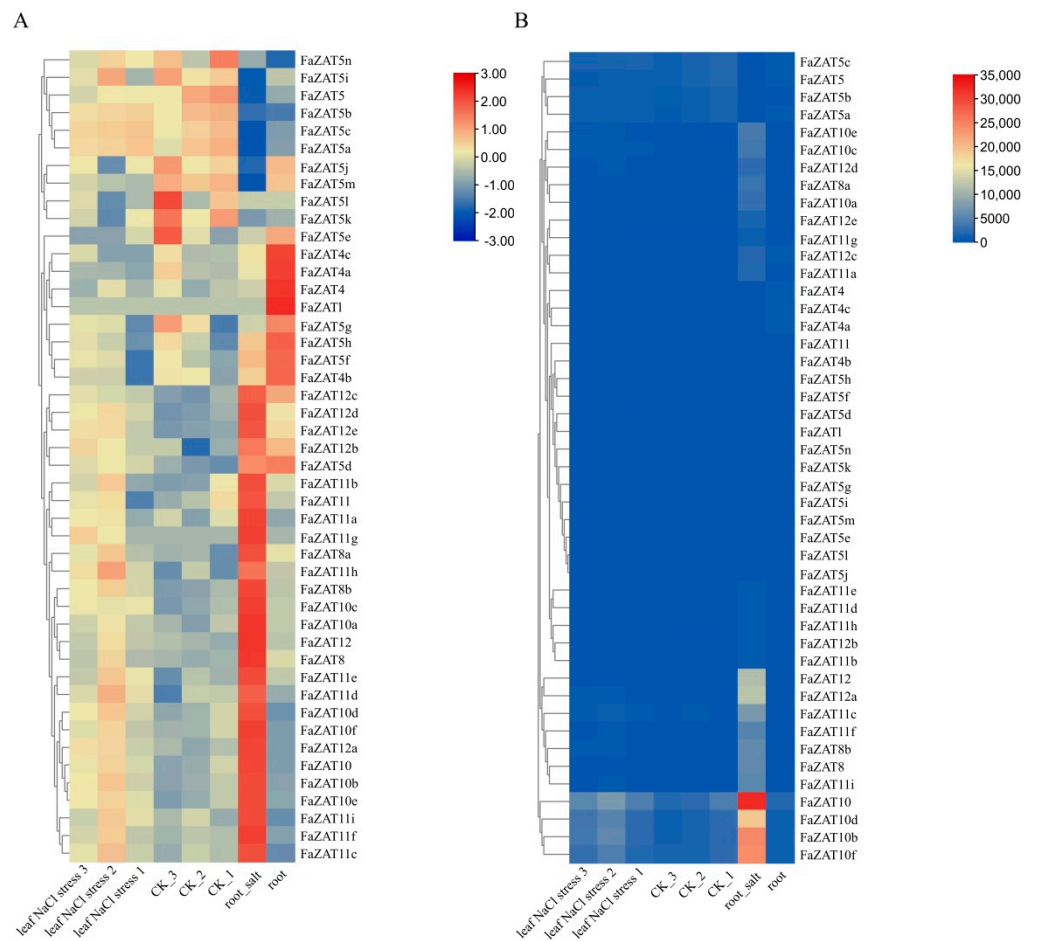 A
FaZAT5n
FaZAT5i
FaZAT5
FaZAT5b
FaZAT5c
FaZAT5a
FaZAT5j
FaZAT5m
FaZAT5l
FaZAT5k
FaZAT5e
FaZAT4c
FaZAT4a
FaZAT4
FaZAT1
FaZAT5g
FaZAT5h
FaZAT5f
FaZAT4b
FaZAT12c
FaZAT12d
FaZAT12e
FaZAT12b
FaZAT5d
FaZAT11b
FaZAT11
FaZAT11a
FaZAT11g
FaZAT8a
FaZAT11h
FaZAT8b
FaZAT10c
FaZAT10a
FaZAT12
FaZAT8
FaZAT11e
FaZAT11d
FaZAT10d
FaZAT10f
FaZAT12a
FaZAT10
FaZAT10b
FaZAT10e
FaZAT11i
FaZAT11f
FaZAT11c
leaf NaCl stress 3
leaf NaCl stress 2
leaf NaCl stress 1
CK_3
CK_2
CK_1
root_salt
root
3.00
2.00
1.00
0.00
-1.00
-2.00
-3.00
B
FaZAT5c
FaZAT5
FaZAT5b
FaZAT5a
FaZAT10e
FaZAT10c
FaZAT12d
FaZAT8a
FaZAT10a
FaZAT12e
FaZAT11g
FaZAT12c
FaZAT11a
FaZAT4
FaZAT4c
FaZAT4a
FaZAT11
FaZAT4b
FaZAT5h
FaZAT5f
FaZAT5d
FaZAT1
FaZAT5n
FaZAT5k
FaZAT5g
FaZAT5i
FaZAT5m
FaZAT5e
FaZAT5l
FaZAT5j
FaZAT11e
FaZAT11d
FaZAT11h
FaZAT12b
FaZAT11b
FaZAT12
FaZAT12a
FaZAT11c
FaZAT11f
FaZAT8b
FaZAT8
FaZAT11i
FaZAT10
FaZAT10d
FaZAT10b
FaZAT10f
leaf NaCl stress 3
leaf NaCl stress 2
leaf NaCl stress 1
CK_3
CK_2
CK_1
root_salt
root
35,000
30,000
25,000
20,000
15,000
10,000
5000
0